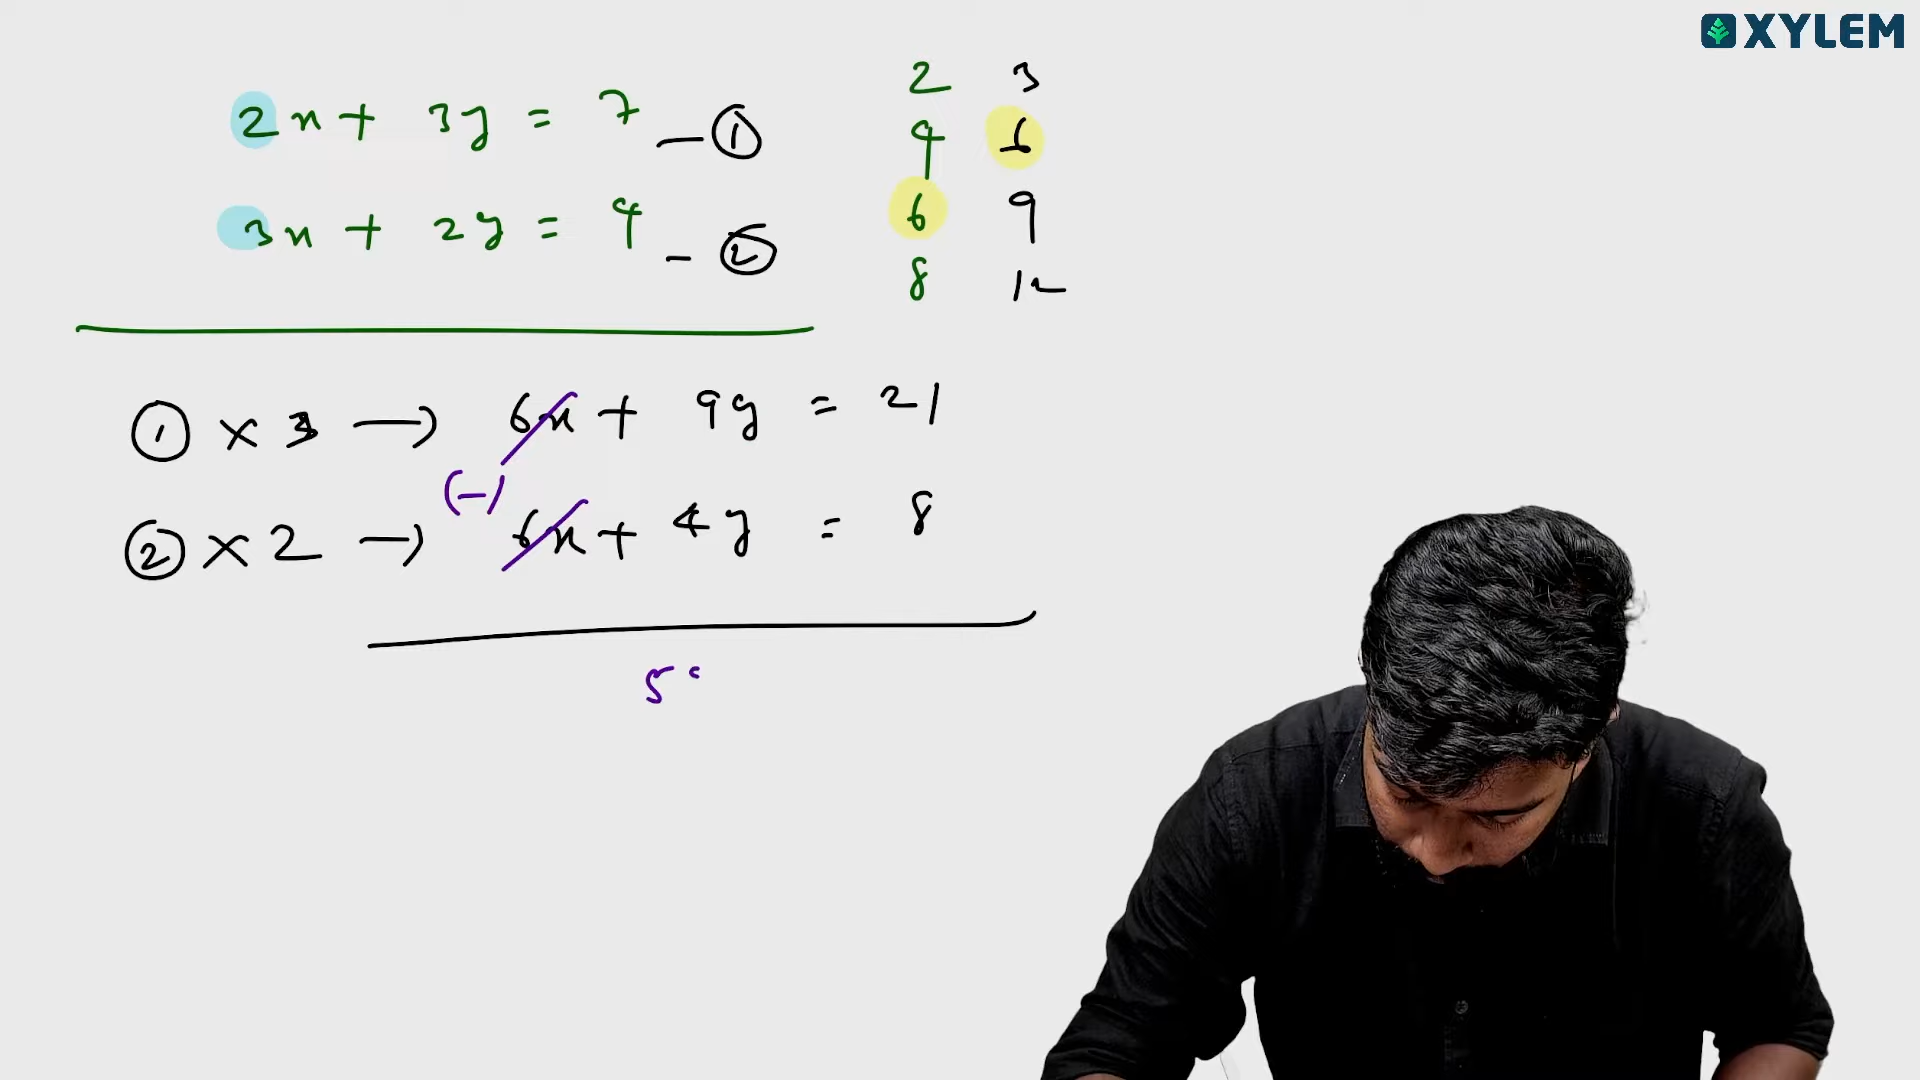 XYLEM
2x + 3y = 7 — ①
3x + 2y = 4 — ②
2 3
4 6
6 9
8 12
① × 3 → 6x + 9y = 21
(-)
② × 2 → 6x + 4y = 8
5